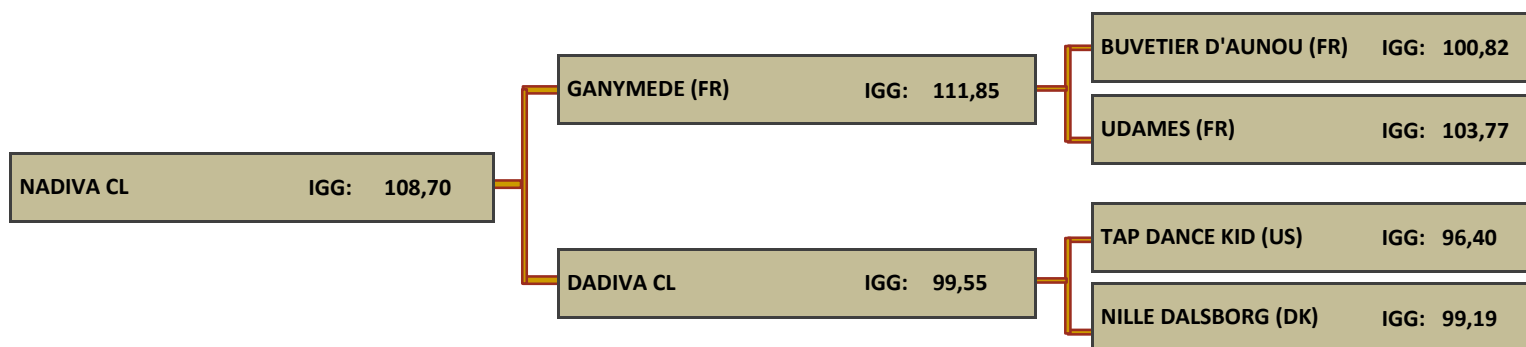 BUVETIER D'AUNOU (FR) IGG: 100,82
GANYMEDE (FR) IGG: 111,85
UDAMES (FR) IGG: 103,77
NADIVA CL IGG: 108,70
TAP DANCE KID (US) IGG: 96,40
DADIVA CL IGG: 99,55
NILLE DALSBORG (DK) IGG: 99,19